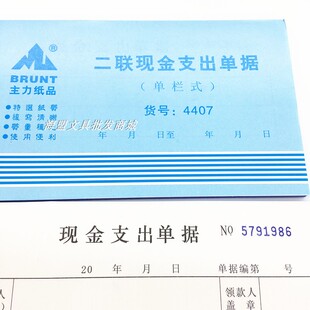 ®
BRUNT
主力纸品
二联现金支出单据
（单栏式）
货号：4407
年 月 日至 年 月 日
现金支出单据
NO 5791986
20 年 月 日 单据编第 号
领款人
盖章